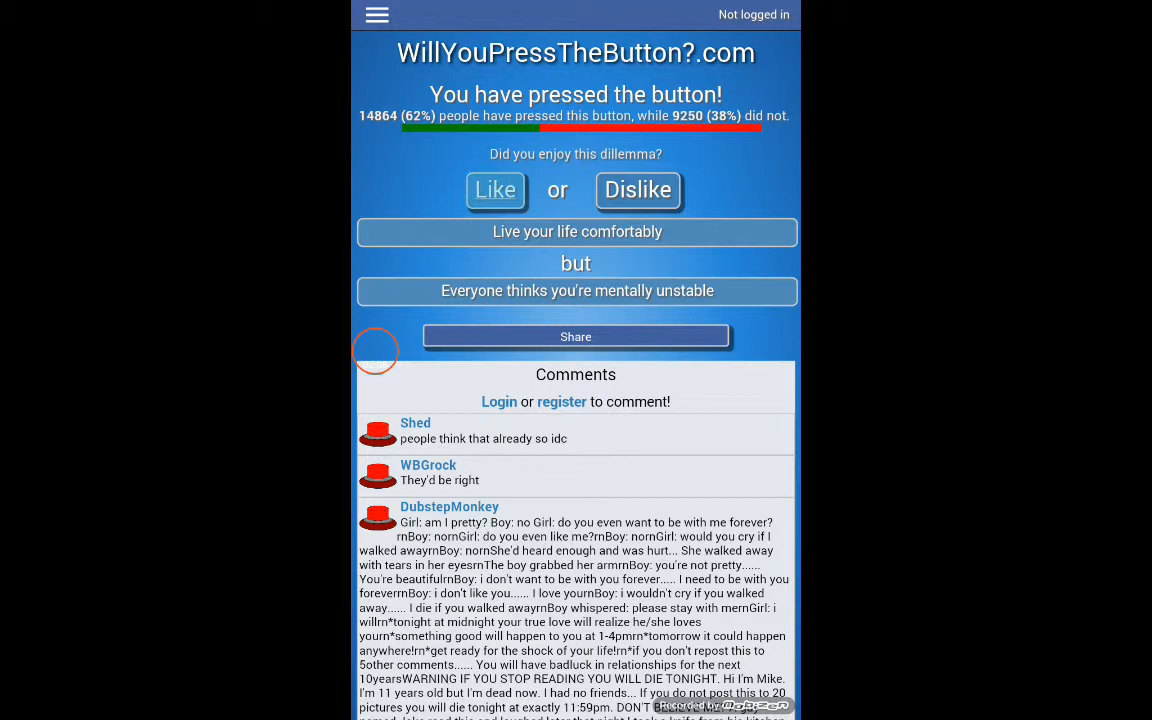 Not logged in
WillYouPressTheButton?.com
You have pressed the button!
14864 (62%) people have pressed this button, while 9250 (38%) did not.
Did you enjoy this dillemma?
Like or Dislike
Live your life comfortably
but
Everyone thinks you're mentally unstable
Share
Comments
Login or register to comment!
Shed
people think that already so idc
WBGrock
They'd be right
DubstepMonkey
Girl: am I pretty? Boy: no Girl: do you even want to be with me forever?
rnBoy: nornGirl: do you even like me?rnBoy: nornGirl: would you cry if I
walked awayrnBoy: nornShe'd heard enough and was hurt... She walked away
with tears in her eyesrnThe boy grabbed her armrnBoy: you're not pretty......
You're beautifulrnBoy: i don't want to be with you forever..... I need to be with you
foreverrnBoy: i don't like you...... I love yournBoy: i wouldn't cry if you walked
away...... I die if you walked awayrnBoy whispered: please stay with mernGirl: i
willrn*tonight at midnight your true love will realize he/she loves
yourn*something good will happen to you at 1-4pmrn*tomorrow it could happen
anywhere!rn*get ready for the shock of your life!rn*if you don't repost this to
5other comments...... You will have badluck in relationships for the next
10yearsWARNING IF YOU STOP READING YOU WILL DIE TONIGHT. Hi I'm Mike.
I'm 11 years old but I'm dead now. I had no friends... If you do not post this to 20
pictures you will die tonight at exactly 11:59pm. DON'T
Recorded by mobizen